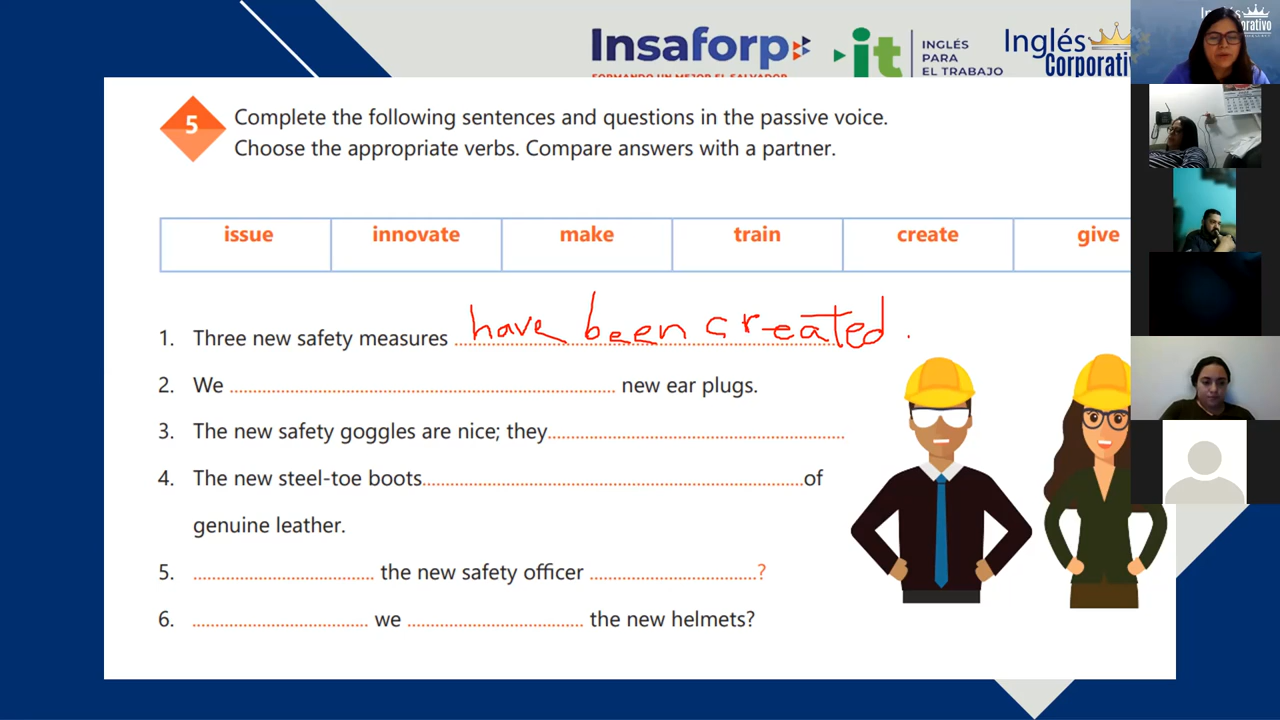 Insaforp
FORMANDO UN MEJOR EL SALVADOR
it
INGLÉS
PARA
EL TRABAJO
Inglés
Corporativo
5
Complete the following sentences and questions in the passive voice.
Choose the appropriate verbs. Compare answers with a partner.
issue innovate make train create give
1. Three new safety measures have been created.
2. We ........ new ear plugs.
3. The new safety goggles are nice; they........
4. The new steel-toe boots........of
genuine leather.
5. ........ the new safety officer ........?
6. ........ we ........ the new helmets?